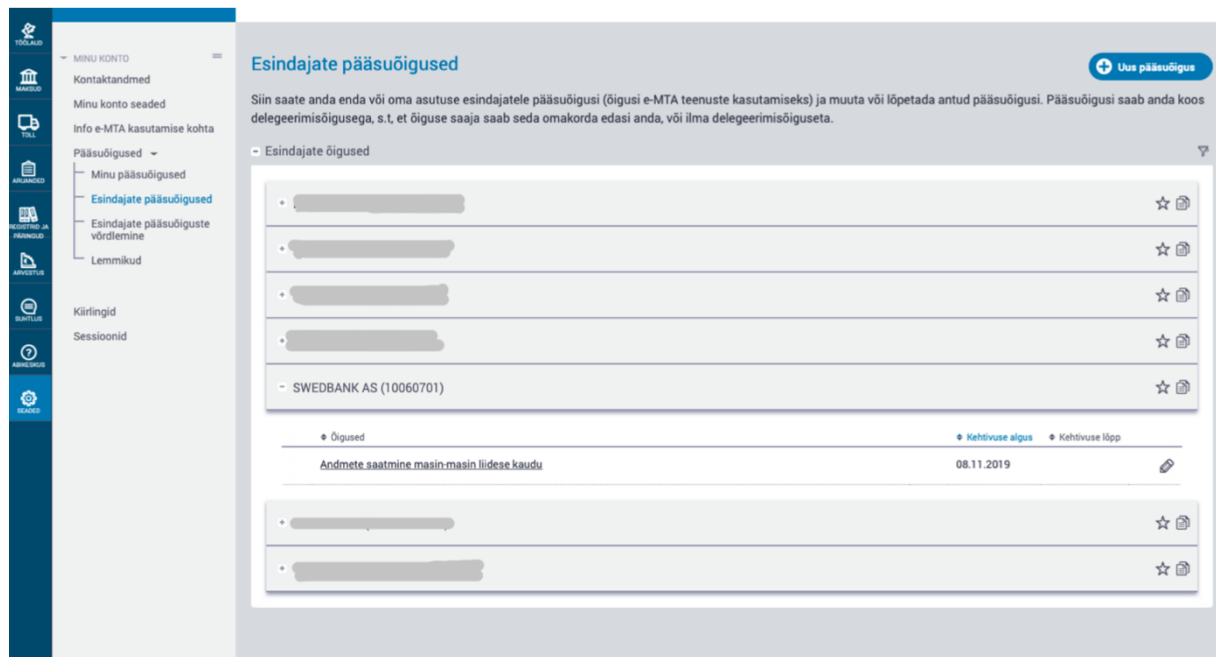 TÖÖLAUD
MAKSUD
TOLL
ARUANDED
REGISTRID JA
PÄRINGUD
ARVESTUS
SUHTLUS
ABIKESKUS
SEADED
MINU KONTO
Kontaktandmed
Minu konto seaded
Info e-MTA kasutamise kohta
Pääsuõigused
Minu pääsuõigused
Esindajate pääsuõigused
Esindajate pääsuõiguste
võrdlemine
Lemmikud
Kiirlingid
Sessioonid
Esindajate pääsuõigused
Uus pääsuõigus
Siin saate anda enda või oma asutuse esindajatele pääsuõigusi (õigusi e-MTA teenuste kasutamiseks) ja muuta või lõpetada antud pääsuõigusi. Pääsuõigusi saab anda koos
delegeerimisõigusega, s.t, et õiguse saaja saab seda omakorda edasi anda, või ilma delegeerimisõiguseta.
Esindajate õigused
SWEDBANK AS (10060701)
Õigused Kehtivuse algus Kehtivuse lõpp
Andmete saatmine masin-masin liidese kaudu 08.11.2019